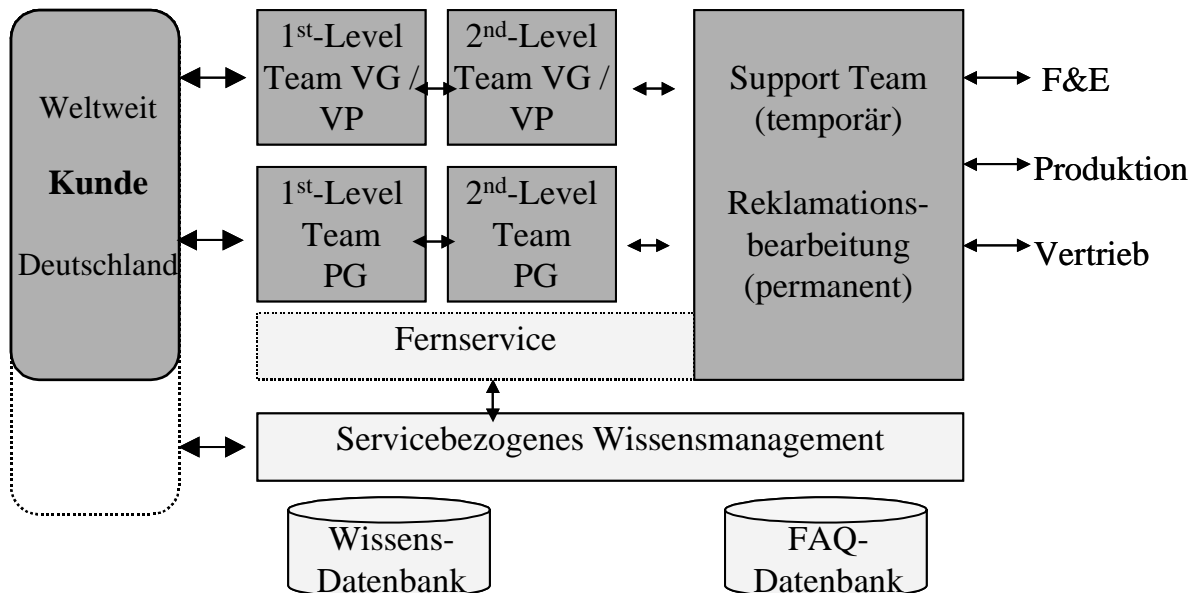 Weltweit
Kunde
Deutschland
1st-Level
Team VG /
VP
2nd-Level
Team VG /
VP
1st-Level
Team
PG
2nd-Level
Team
PG
Support Team
(temporär)
Reklamations-
bearbeitung
(permanent)
F&E
Produktion
Vertrieb
Fernservice
Servicebezogenes Wissensmanagement
Wissens-
Datenbank
FAQ-
Datenbank